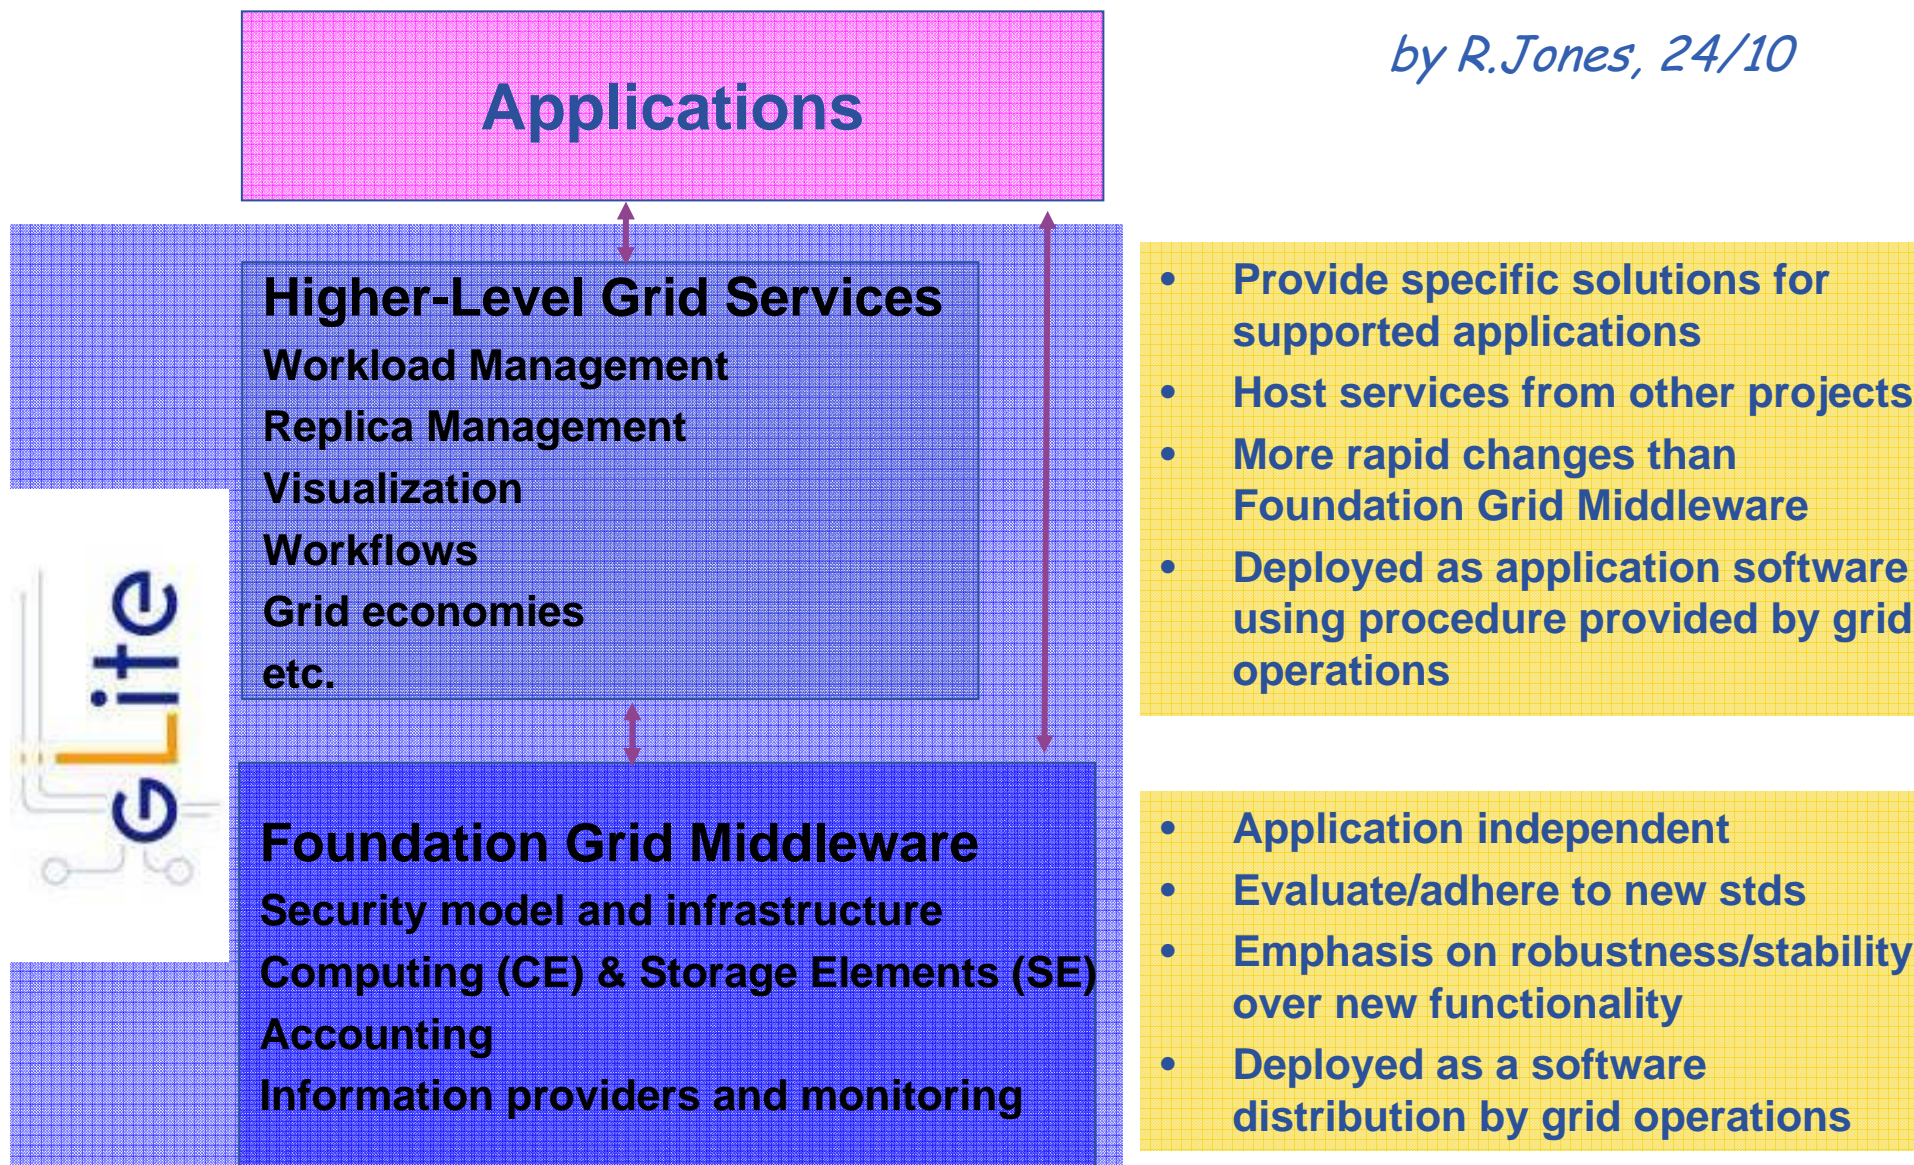 by R.Jones, 24/10
Applications
Higher-Level Grid Services
Workload Management
Replica Management
Visualization
Workflows
Grid economies
etc.
• Provide specific solutions for
supported applications
• Host services from other projects
• More rapid changes than
Foundation Grid Middleware
• Deployed as application software
using procedure provided by grid
operations
GLite
Foundation Grid Middleware
Security model and infrastructure
Computing (CE) & Storage Elements (SE)
Accounting
Information providers and monitoring
• Application independent
• Evaluate/adhere to new stds
• Emphasis on robustness/stability
over new functionality
• Deployed as a software
distribution by grid operations